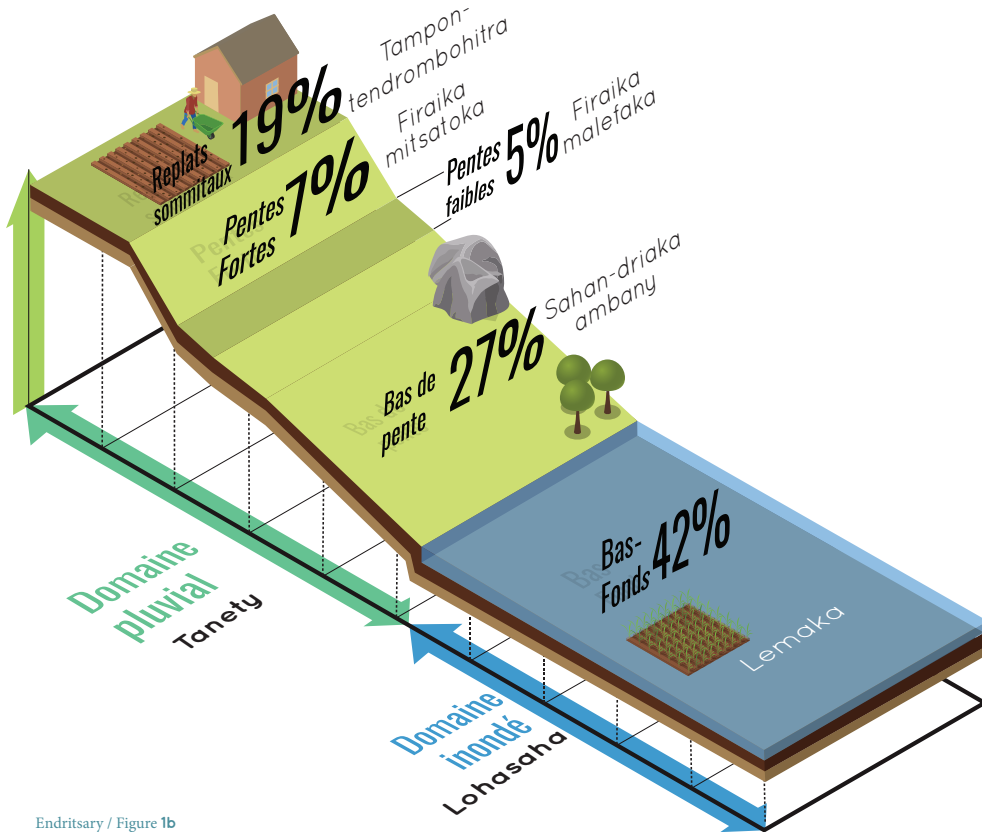 Tampon-
tendrombohitra
19%
Replats
sommitaux
Firaika
mitsatoka
7%
Pentes
Fortes
Firaika
malefaka
5%
Pentes
faibles
Sahan-driaka
ambany
27%
Bas de
pente
42%
Bas-
Fonds
Lemaka
Domaine
pluvial
Tanety
Domaine
inondé
Lohasaha
Endritsary / Figure 1b